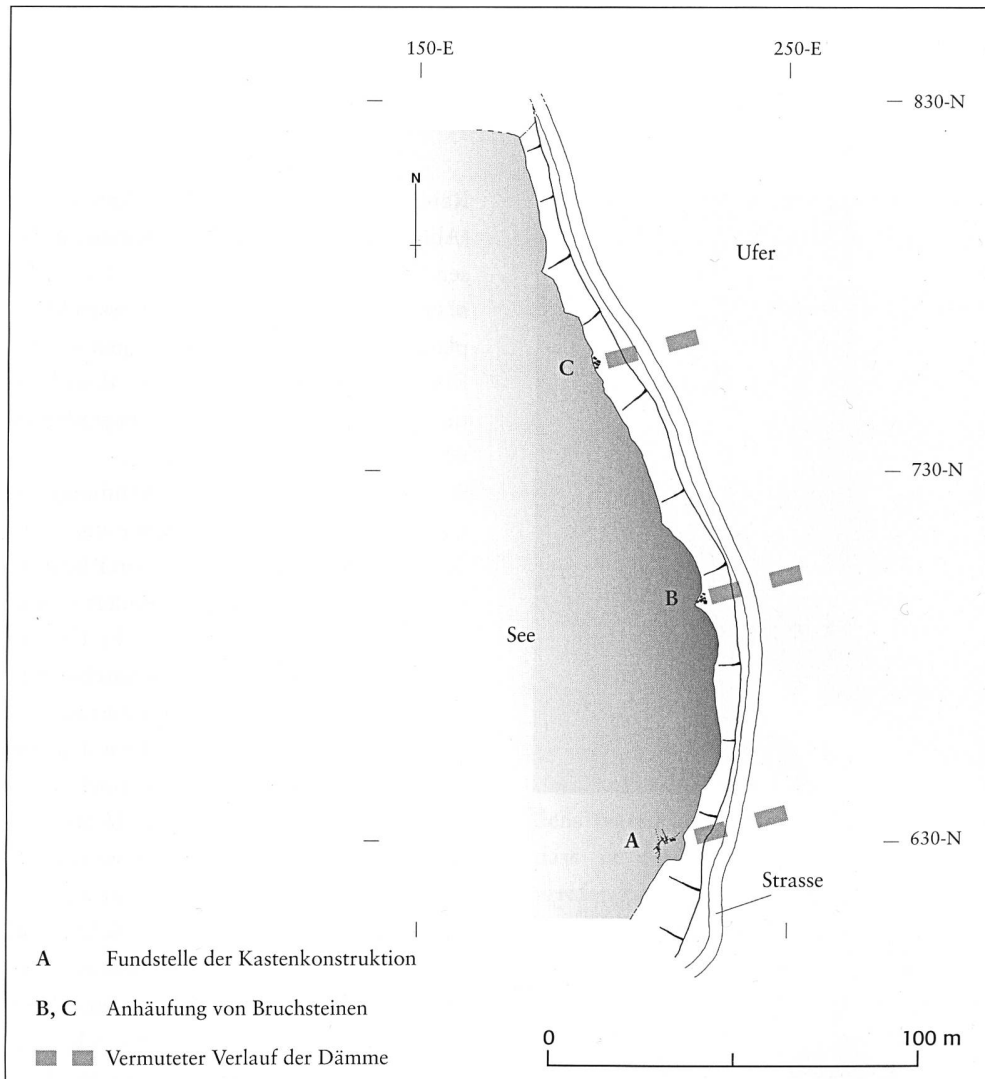 150-E 250-E
830-N
N
Ufer
C
730-N
B
See
A
630-N
Strasse
A Fundstelle der Kastenkonstruktion
B, C Anhäufung von Bruchsteinen
Vermuteter Verlauf der Dämme
0 100 m